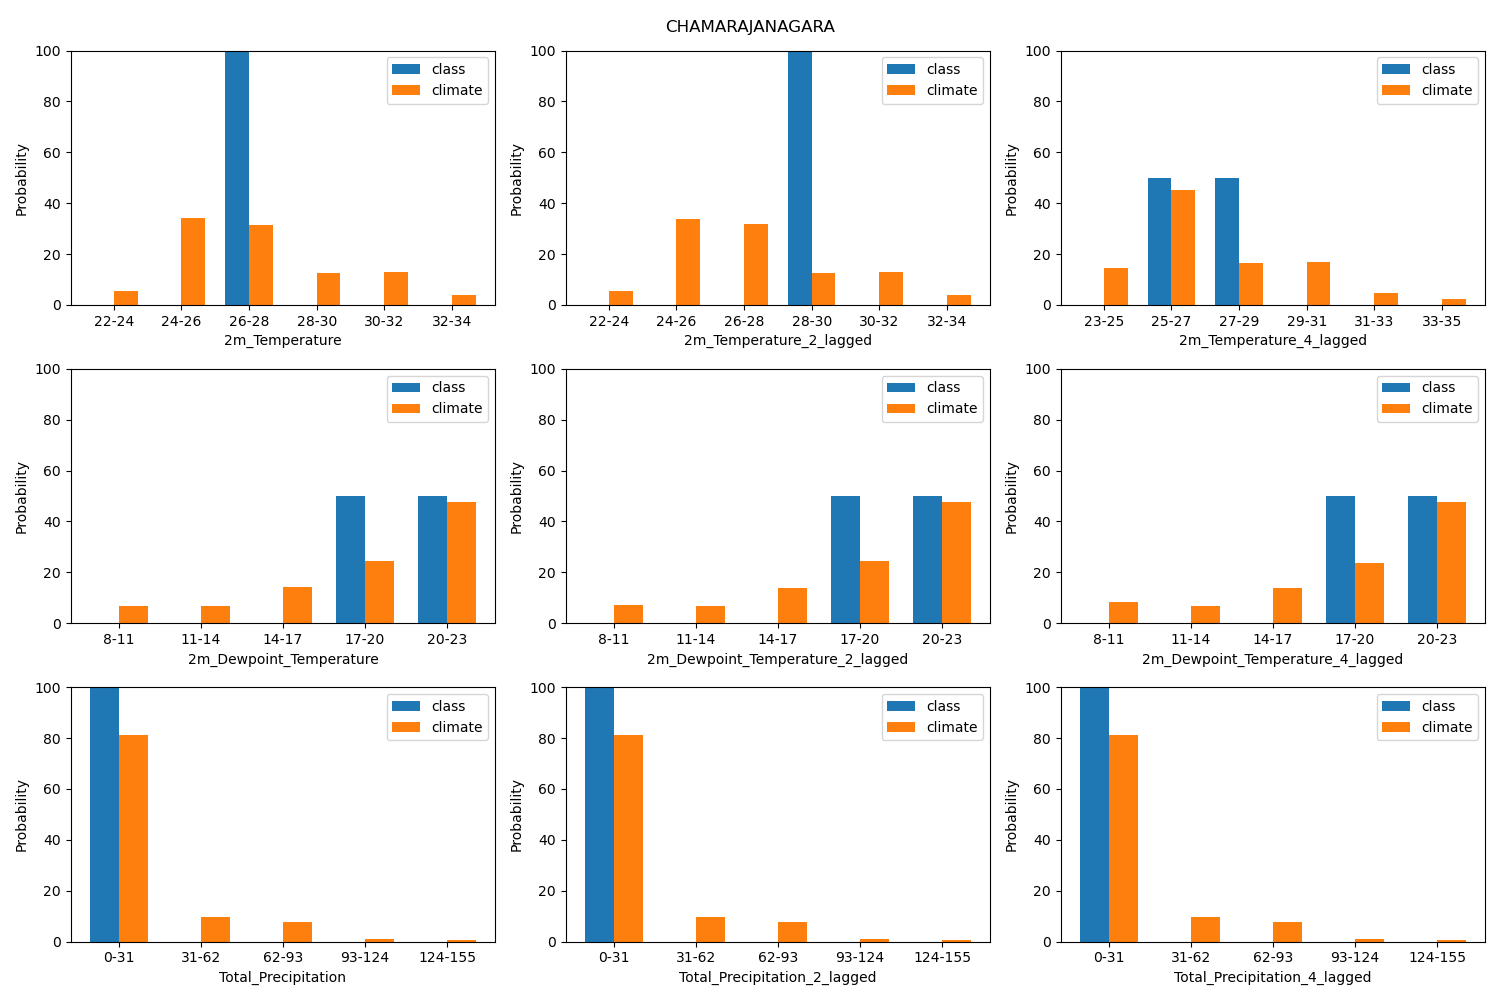 CHAMARAJANAGARA
100
80
60
40
20
0
Probability
class
climate
22-24 24-26 26-28 28-30 30-32 32-34
2m_Temperature
100
80
60
40
20
0
Probability
class
climate
22-24 24-26 26-28 28-30 30-32 32-34
2m_Temperature_2_lagged
100
80
60
40
20
0
Probability
class
climate
23-25 25-27 27-29 29-31 31-33 33-35
2m_Temperature_4_lagged
100
80
60
40
20
0
Probability
class
climate
8-11 11-14 14-17 17-20 20-23
2m_Dewpoint_Temperature
100
80
60
40
20
0
Probability
class
climate
8-11 11-14 14-17 17-20 20-23
2m_Dewpoint_Temperature_2_lagged
100
80
60
40
20
0
Probability
class
climate
8-11 11-14 14-17 17-20 20-23
2m_Dewpoint_Temperature_4_lagged
100
80
60
40
20
0
Probability
class
climate
0-31 31-62 62-93 93-124 124-155
Total_Precipitation
100
80
60
40
20
0
Probability
class
climate
0-31 31-62 62-93 93-124 124-155
Total_Precipitation_2_lagged
100
80
60
40
20
0
Probability
class
climate
0-31 31-62 62-93 93-124 124-155
Total_Precipitation_4_lagged